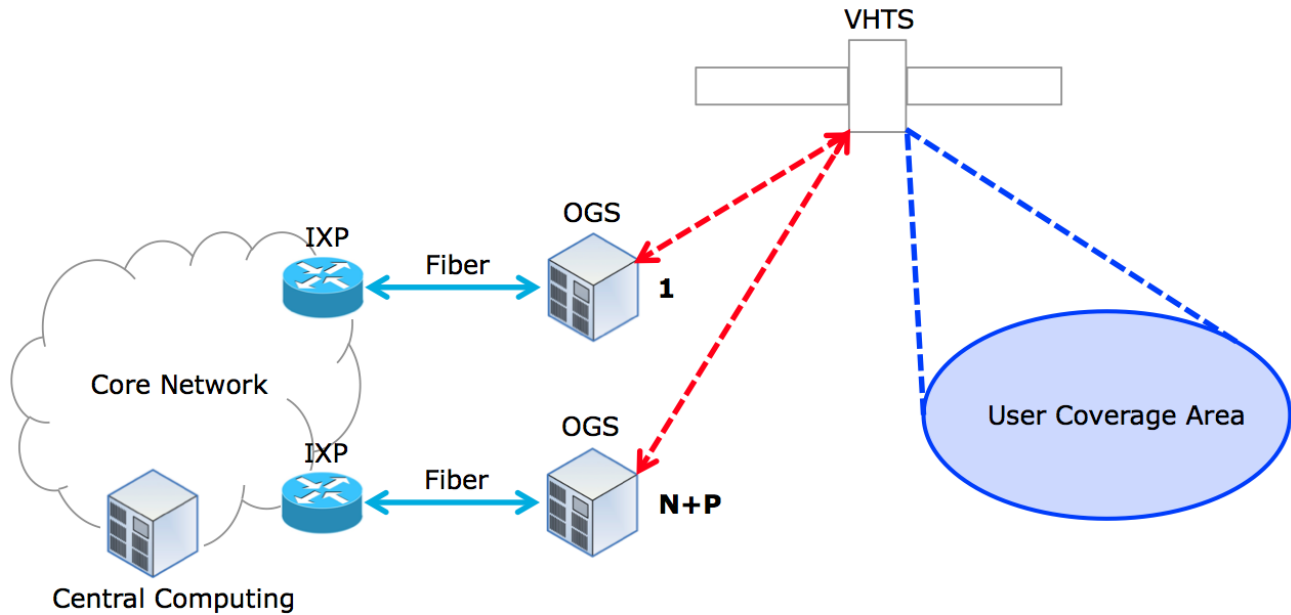 VHTS
OGS
IXP
Fiber
1
Core Network
User Coverage Area
OGS
IXP
Fiber
N+P
Central Computing